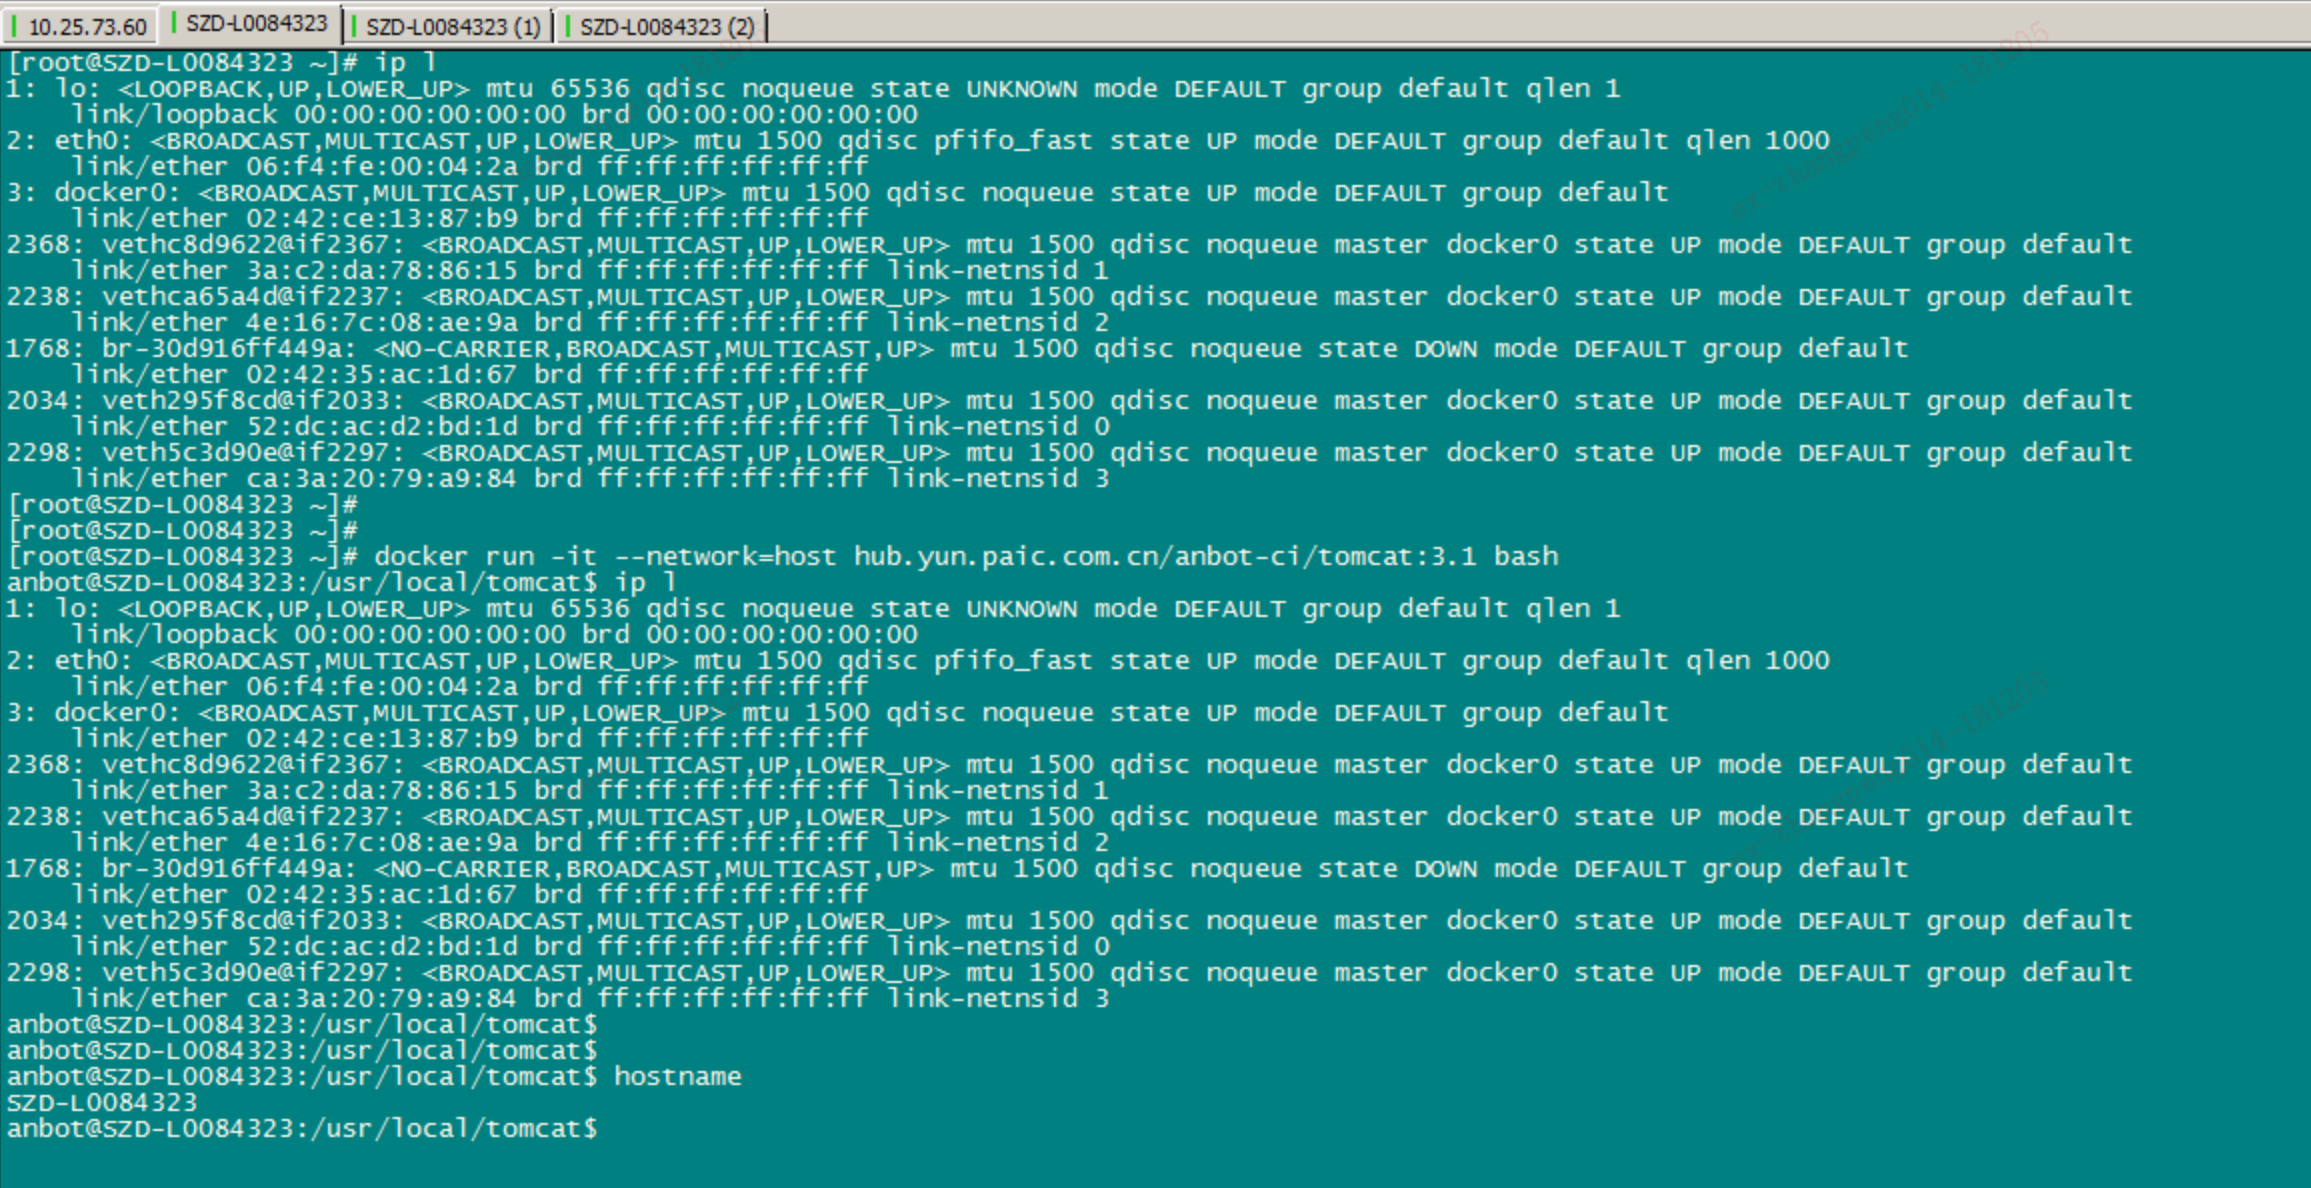 10.25.73.60 SZD-L0084323 SZD-L0084323 (1) SZD-L0084323 (2)
[root@SZD-L0084323 ~]# ip l
1: lo: <LOOPBACK,UP,LOWER_UP> mtu 65536 qdisc noqueue state UNKNOWN mode DEFAULT group default qlen 1
    link/loopback 00:00:00:00:00:00 brd 00:00:00:00:00:00
2: eth0: <BROADCAST,MULTICAST,UP,LOWER_UP> mtu 1500 qdisc pfifo_fast state UP mode DEFAULT group default qlen 1000
    link/ether 06:f4:fe:00:04:2a brd ff:ff:ff:ff:ff:ff
3: docker0: <BROADCAST,MULTICAST,UP,LOWER_UP> mtu 1500 qdisc noqueue state UP mode DEFAULT group default
    link/ether 02:42:ce:13:87:b9 brd ff:ff:ff:ff:ff:ff
2368: vethc8d9622@if2367: <BROADCAST,MULTICAST,UP,LOWER_UP> mtu 1500 qdisc noqueue master docker0 state UP mode DEFAULT group default
    link/ether 3a:c2:da:78:86:15 brd ff:ff:ff:ff:ff:ff link-netnsid 1
2238: vethca65a4d@if2237: <BROADCAST,MULTICAST,UP,LOWER_UP> mtu 1500 qdisc noqueue master docker0 state UP mode DEFAULT group default
    link/ether 4e:16:7c:08:ae:9a brd ff:ff:ff:ff:ff:ff link-netnsid 2
1768: br-30d916ff449a: <NO-CARRIER,BROADCAST,MULTICAST,UP> mtu 1500 qdisc noqueue state DOWN mode DEFAULT group default
    link/ether 02:42:35:ac:1d:67 brd ff:ff:ff:ff:ff:ff
2034: veth295f8cd@if2033: <BROADCAST,MULTICAST,UP,LOWER_UP> mtu 1500 qdisc noqueue master docker0 state UP mode DEFAULT group default
    link/ether 52:dc:ac:d2:bd:1d brd ff:ff:ff:ff:ff:ff link-netnsid 0
2298: veth5c3d90e@if2297: <BROADCAST,MULTICAST,UP,LOWER_UP> mtu 1500 qdisc noqueue master docker0 state UP mode DEFAULT group default
    link/ether ca:3a:20:79:a9:84 brd ff:ff:ff:ff:ff:ff link-netnsid 3
[root@SZD-L0084323 ~]#
[root@SZD-L0084323 ~]#
[root@SZD-L0084323 ~]# docker run -it --network=host hub.yun.paic.com.cn/anbot-ci/tomcat:3.1 bash
anbot@SZD-L0084323:/usr/local/tomcat$ ip l
1: lo: <LOOPBACK,UP,LOWER_UP> mtu 65536 qdisc noqueue state UNKNOWN mode DEFAULT group default qlen 1
    link/loopback 00:00:00:00:00:00 brd 00:00:00:00:00:00
2: eth0: <BROADCAST,MULTICAST,UP,LOWER_UP> mtu 1500 qdisc pfifo_fast state UP mode DEFAULT group default qlen 1000
    link/ether 06:f4:fe:00:04:2a brd ff:ff:ff:ff:ff:ff
3: docker0: <BROADCAST,MULTICAST,UP,LOWER_UP> mtu 1500 qdisc noqueue state UP mode DEFAULT group default
    link/ether 02:42:ce:13:87:b9 brd ff:ff:ff:ff:ff:ff
2368: vethc8d9622@if2367: <BROADCAST,MULTICAST,UP,LOWER_UP> mtu 1500 qdisc noqueue master docker0 state UP mode DEFAULT group default
    link/ether 3a:c2:da:78:86:15 brd ff:ff:ff:ff:ff:ff link-netnsid 1
2238: vethca65a4d@if2237: <BROADCAST,MULTICAST,UP,LOWER_UP> mtu 1500 qdisc noqueue master docker0 state UP mode DEFAULT group default
    link/ether 4e:16:7c:08:ae:9a brd ff:ff:ff:ff:ff:ff link-netnsid 2
1768: br-30d916ff449a: <NO-CARRIER,BROADCAST,MULTICAST,UP> mtu 1500 qdisc noqueue state DOWN mode DEFAULT group default
    link/ether 02:42:35:ac:1d:67 brd ff:ff:ff:ff:ff:ff
2034: veth295f8cd@if2033: <BROADCAST,MULTICAST,UP,LOWER_UP> mtu 1500 qdisc noqueue master docker0 state UP mode DEFAULT group default
    link/ether 52:dc:ac:d2:bd:1d brd ff:ff:ff:ff:ff:ff link-netnsid 0
2298: veth5c3d90e@if2297: <BROADCAST,MULTICAST,UP,LOWER_UP> mtu 1500 qdisc noqueue master docker0 state UP mode DEFAULT group default
    link/ether ca:3a:20:79:a9:84 brd ff:ff:ff:ff:ff:ff link-netnsid 3
anbot@SZD-L0084323:/usr/local/tomcat$
anbot@SZD-L0084323:/usr/local/tomcat$
anbot@SZD-L0084323:/usr/local/tomcat$ hostname
SZD-L0084323
anbot@SZD-L0084323:/usr/local/tomcat$